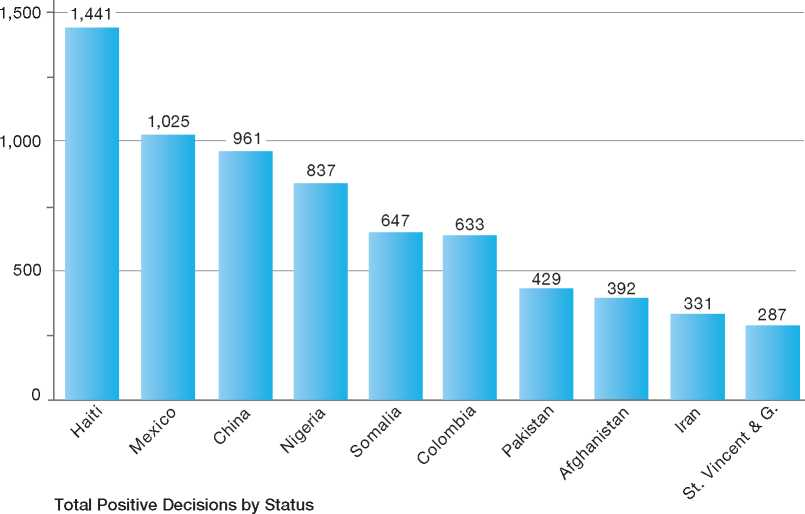 1,500
1,441
1,025
1,000
961
837
647
633
500
429
392
331
287
0
Haiti
Mexico
China
Nigeria
Somalia
Colombia
Pakistan
Afghanistan
Iran
St. Vincent & G.
Total Positive Decisions by Status